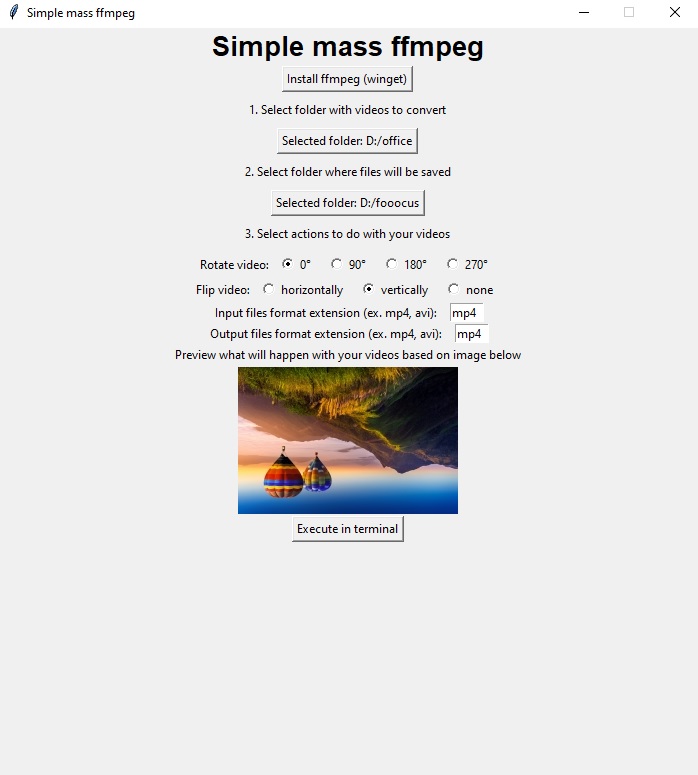 Simple mass ffmpeg
Simple mass ffmpeg
Install ffmpeg (winget)
1. Select folder with videos to convert
Selected folder: D:/office
2. Select folder where files will be saved
Selected folder: D:/fooocus
3. Select actions to do with your videos
Rotate video: 0° 90° 180° 270°
Flip video: horizontally vertically none
Input files format extension (ex. mp4, avi): mp4
Output files format extension (ex. mp4, avi): mp4
Preview what will happen with your videos based on image below
Execute in terminal